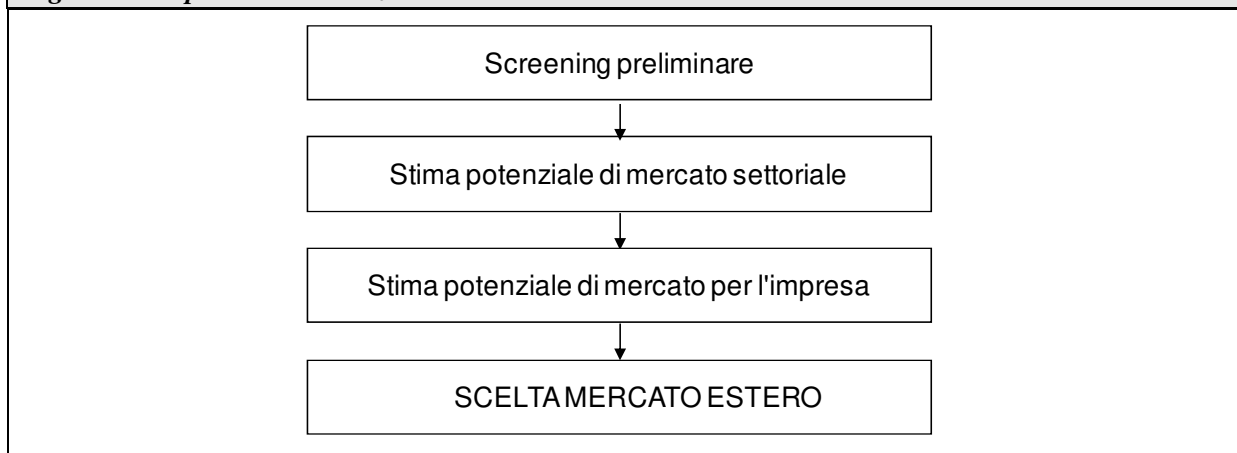 Screening preliminare
Stima potenziale di mercato settoriale
Stima potenziale di mercato per l'impresa
SCELTA MERCATO ESTERO